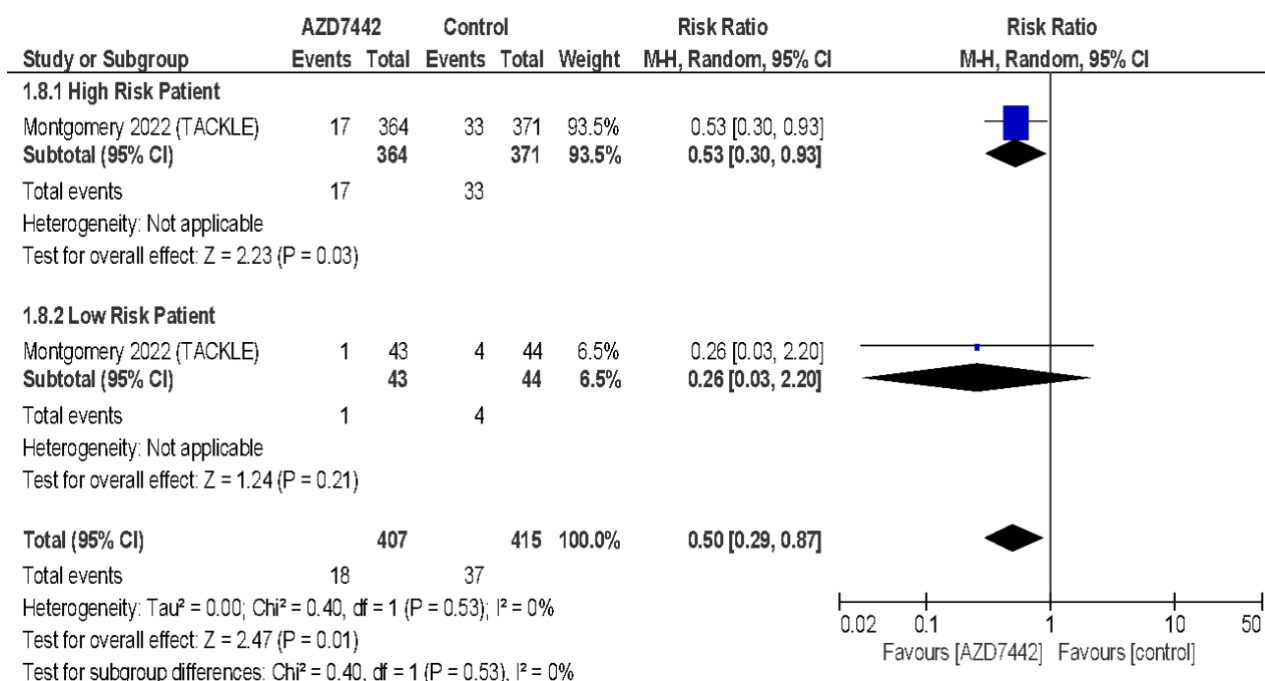 AZD7442 Control Risk Ratio Risk Ratio
Study or Subgroup Events Total Events Total Weight M-H, Random, 95% CI M-H, Random, 95% CI
1.8.1 High Risk Patient
Montgomery 2022 (TACKLE) 17 364 33 371 93.5% 0.53 [0.30, 0.93]
Subtotal (95% CI) 364 371 93.5% 0.53 [0.30, 0.93]
Total events 17 33
Heterogeneity: Not applicable
Test for overall effect: Z = 2.23 (P = 0.03)
1.8.2 Low Risk Patient
Montgomery 2022 (TACKLE) 1 43 4 44 6.5% 0.26 [0.03, 2.20]
Subtotal (95% CI) 43 44 6.5% 0.26 [0.03, 2.20]
Total events 1 4
Heterogeneity: Not applicable
Test for overall effect: Z = 1.24 (P = 0.21)
Total (95% CI) 407 415 100.0% 0.50 [0.29, 0.87]
Total events 18 37
Heterogeneity: Tau² = 0.00; Chi² = 0.40, df = 1 (P = 0.53); I² = 0%
Test for overall effect: Z = 2.47 (P = 0.01)
Test for subgroup differences: Chi² = 0.40, df = 1 (P = 0.53), I² = 0%
0.02 0.1 1 10 50
Favours [AZD7442] Favours [control]